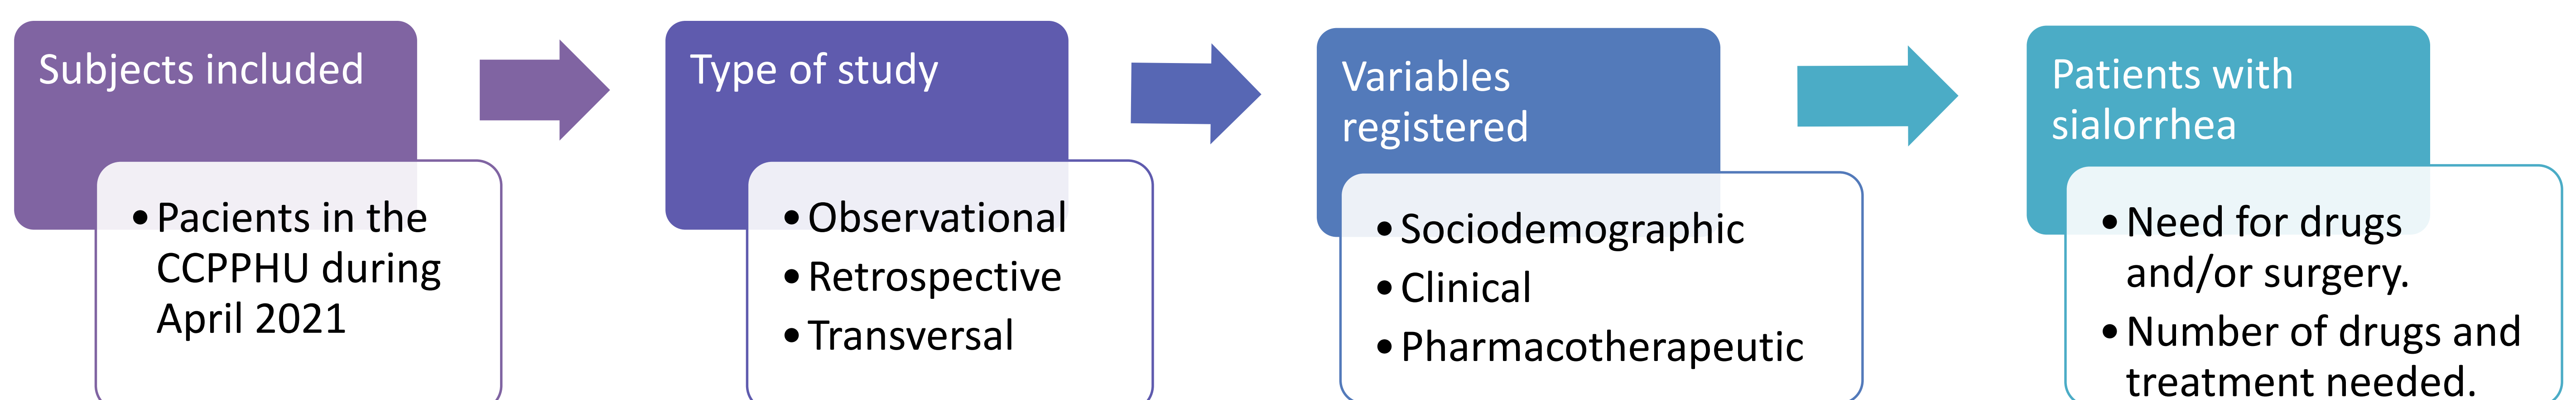 Subjects included
• Pacients in the
CCPPHU during
April 2021
Type of study
• Observational
• Retrospective
• Transversal
Variables
registered
• Sociodemographic
• Clinical
• Pharmacotherapeutic
Patients with
sialorrhea
• Need for drugs
and/or surgery.
• Number of drugs and
treatment needed.